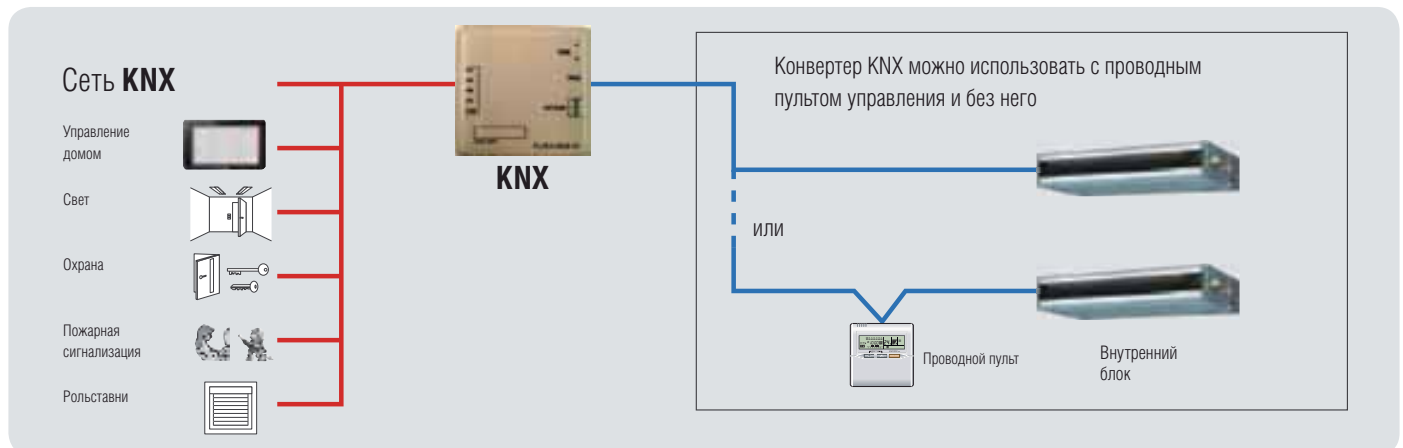 Сеть KNX
Управление
домом
Свет
Охрана
Пожарная
сигнализация
Рольставни
KNX
Конвертер KNX можно использовать с проводным
пультом управления и без него
или
Проводной пульт
Внутренний
блок